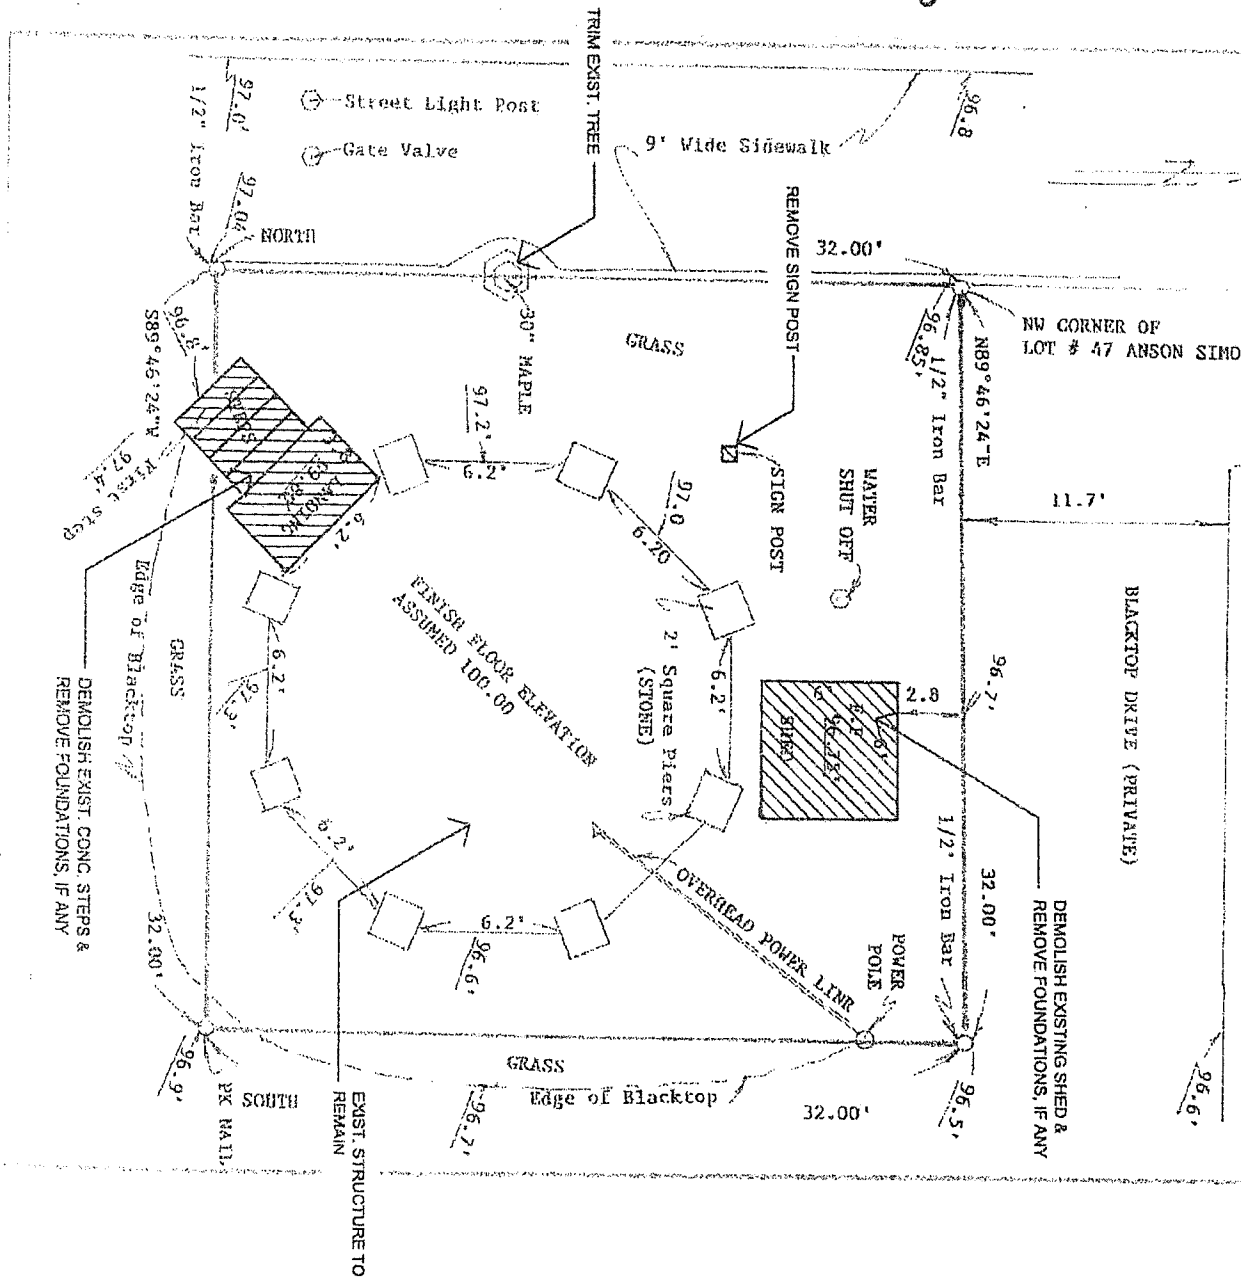 TRIM EXIST. TREE
97.0'
1/2" Iron Bar
Street Light Post
Gate Valve
9' Wide Sidewalk
96.8
97.04
NORTH
32.00'
REMOVE SIGN POST
NW CORNER OF
LOT # 47 ANSON SIMO
96.8'
S89°46'24"W
30" MAPLE
GRASS
96.85'
1/2" Iron Bar
N89°46'24"E
STEPS
First step
97.4'
LANDING
6.2'
97.2'
6.2'
97.0
6.20
SIGN POST
WATER
SHUT OFF
11.7'
BLACKTOP DRIVE (PRIVATE)
Edge of Blacktop
GRASS
6.2'
97.3'
FINISH FLOOR ELEVATION
ASSUMED 100.00
2' Square Piers
(STONE)
6.2'
6'
6'
F.F
96.75'
SHED
2.8
96.7'
DEMOLISH EXIST. CONC. STEPS &
REMOVE FOUNDATIONS, IF ANY
6.2'
97.3'
6.2'
96.6'
OVERHEAD POWER LINE
POWER
POLE
1/2" Iron Bar
32.00'
DEMOLISH EXISTING SHED &
REMOVE FOUNDATIONS, IF ANY
32.00'
96.9'
SOUTH
PK NAIL
GRASS
Edge of Blacktop
96.7'
32.00'
96.5'
96.6'
EXIST. STRUCTURE TO
REMAIN